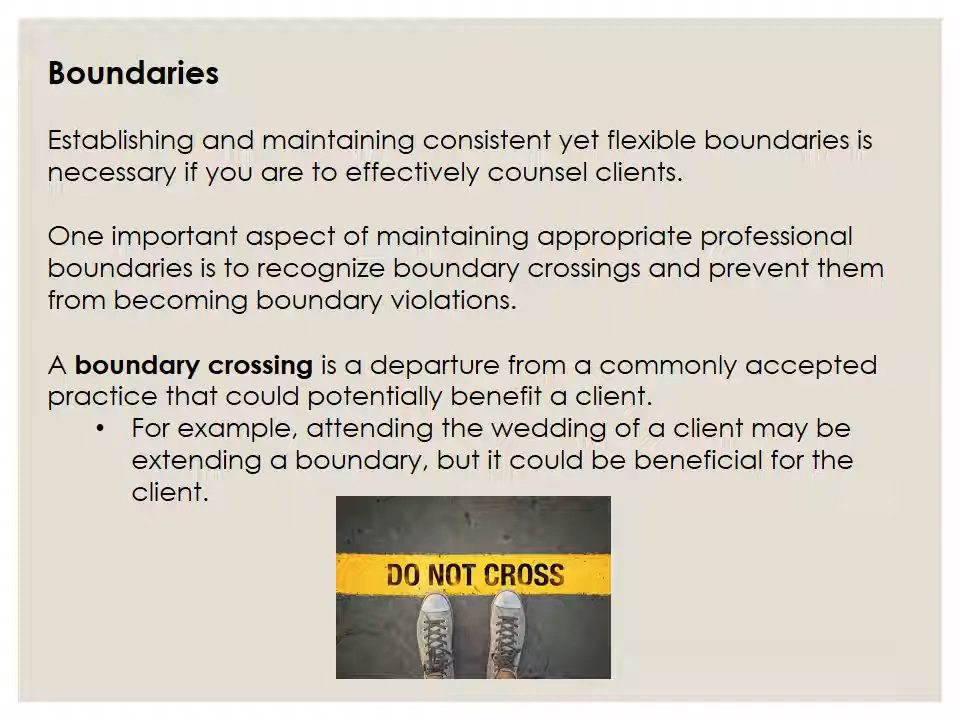 Boundaries
Establishing and maintaining consistent yet flexible boundaries is
necessary if you are to effectively counsel clients.
One important aspect of maintaining appropriate professional
boundaries is to recognize boundary crossings and prevent them
from becoming boundary violations.
A boundary crossing is a departure from a commonly accepted
practice that could potentially benefit a client.
• For example, attending the wedding of a client may be
extending a boundary, but it could be beneficial for the
client.
DO NOT CROSS